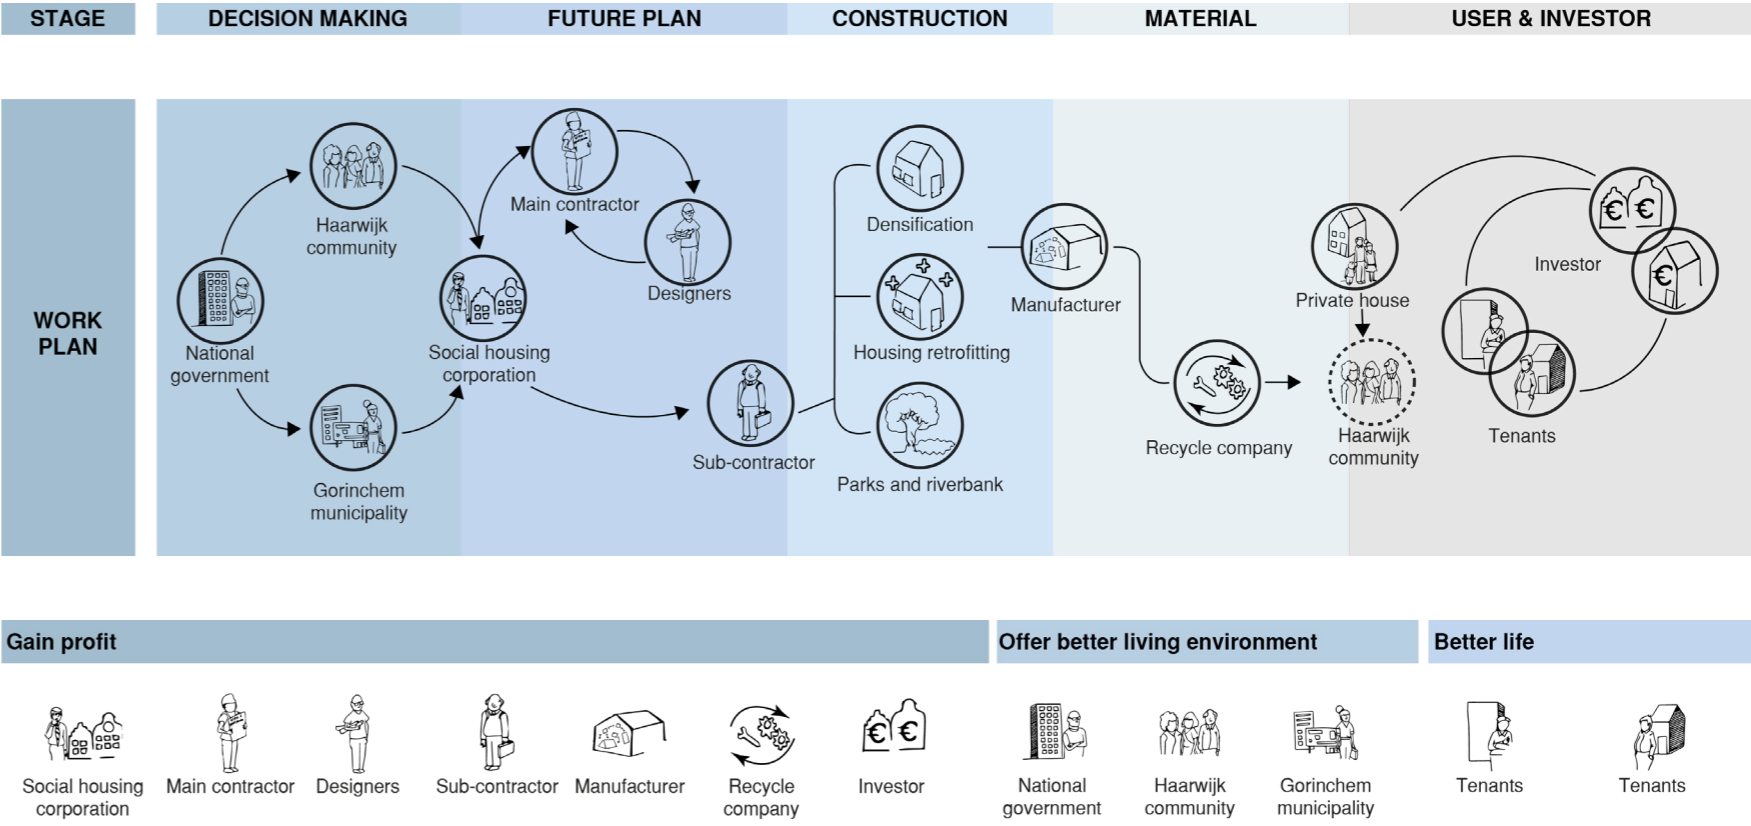 STAGE
DECISION MAKING
FUTURE PLAN
CONSTRUCTION
MATERIAL
USER & INVESTOR
WORK
PLAN
National
government
Haarwijk
community
Gorinchem
municipality
Social housing
corporation
Main contractor
Designers
Sub-contractor
Densification
Housing retrofitting
Parks and riverbank
Manufacturer
Recycle company
Private house
Haarwijk
community
€ €
Investor
€
Tenants
Gain profit
Offer better living environment
Better life
€ €
Social housing
corporation
Main contractor
Designers
Sub-contractor
Manufacturer
Recycle
company
Investor
National
government
Haarwijk
community
Gorinchem
municipality
Tenants
Tenants